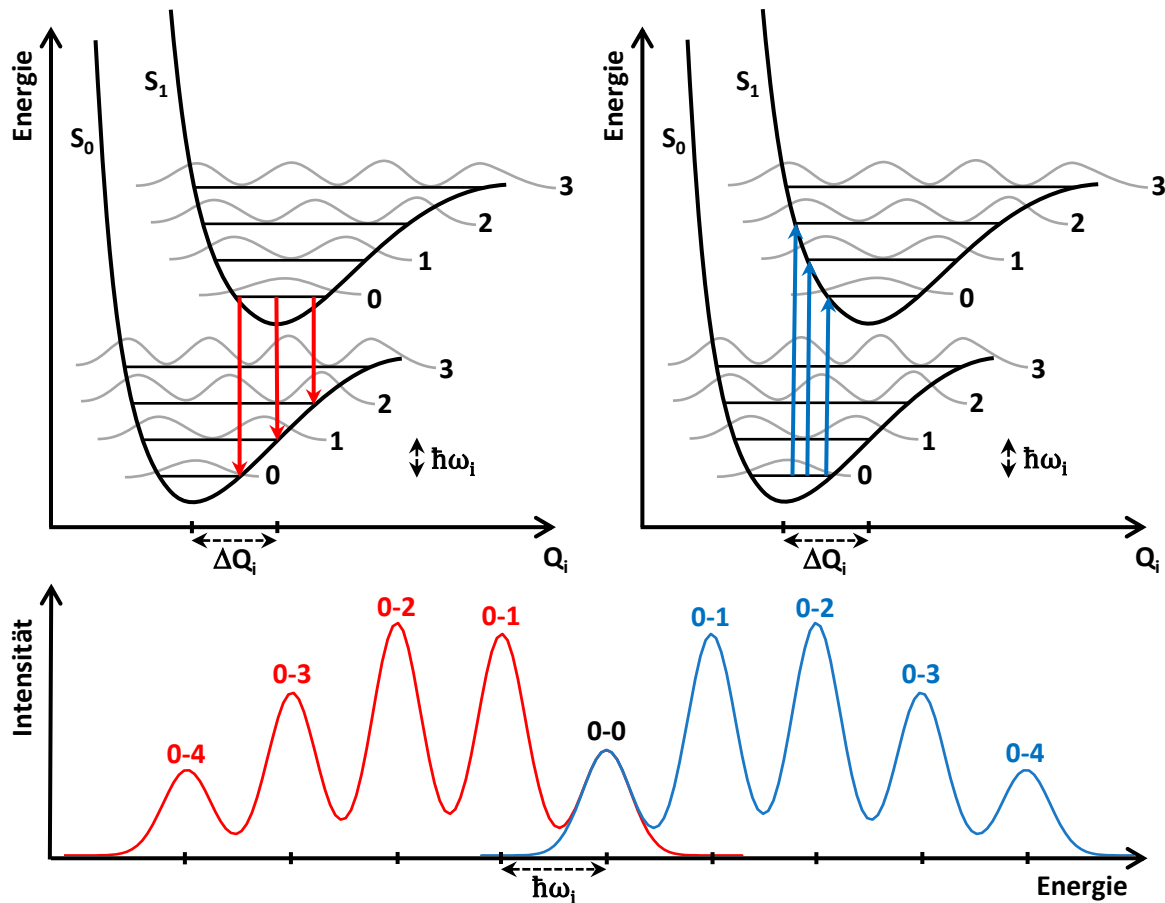 Energie
S₁
S₀
3
2
1
0
3
2
1
0
ħωᵢ
ΔQᵢ
Qᵢ
Energie
S₁
S₀
3
2
1
0
3
2
1
0
ħωᵢ
ΔQᵢ
Qᵢ
Intensität
0-4
0-3
0-2
0-1
0-0
0-1
0-2
0-3
0-4
ħωᵢ
Energie